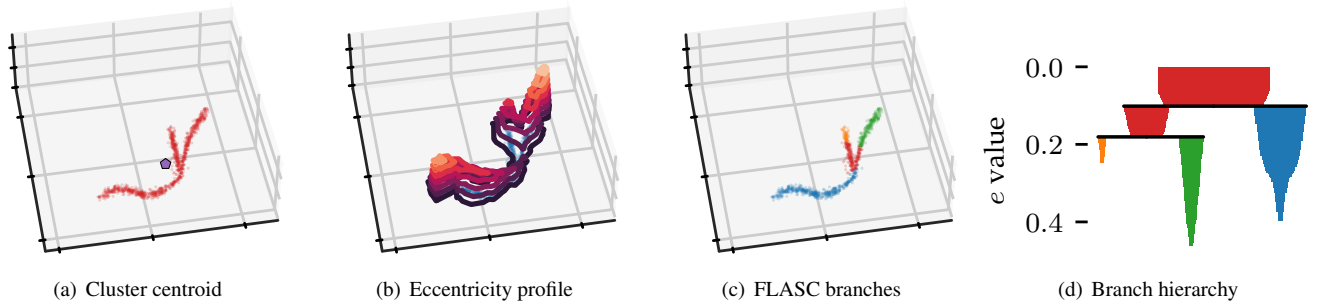 0.0
0.2
0.4
e value
(a) Cluster centroid
(b) Eccentricity profile
(c) FLASC branches
(d) Branch hierarchy